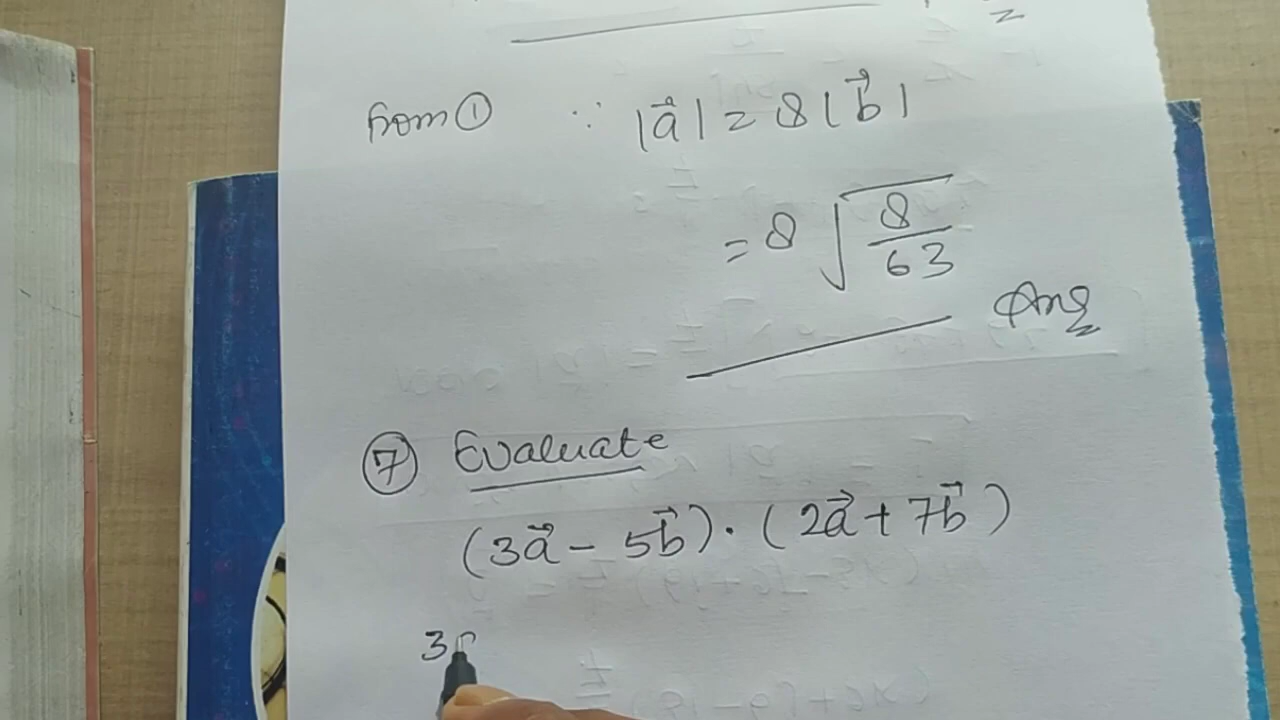 from ① ∵ |a⃗| = 8|b⃗|
= 8 √(8/63)
Ans
⑦ Evaluate
(3a⃗ - 5b⃗) · (2a⃗ + 7b⃗)
3